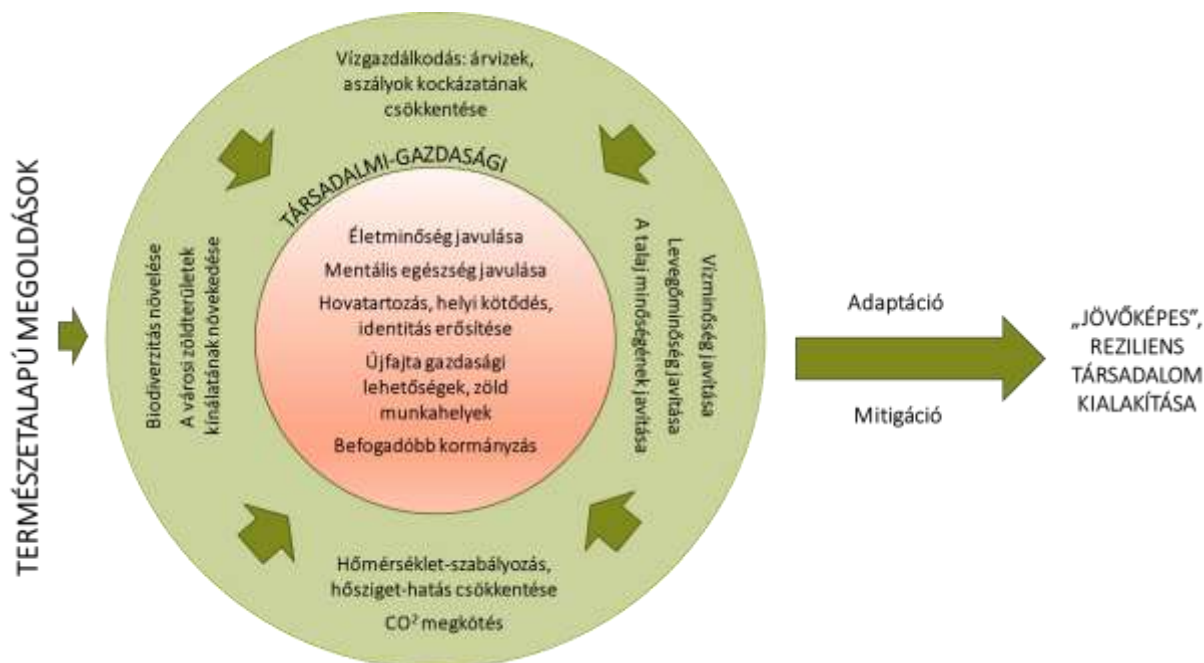 TERMÉSZETALAPÚ MEGOLDÁSOK
Vízgazdálkodás: árvizek,
aszályok kockázatának
csökkentése
TÁRSADALMI-GAZDASÁGI
Biodiverzitás növelése
A városi zöldterületek
kínálatának növekedése
Életminőség javulása
Mentális egészség javulása
Hovatartozás, helyi kötődés,
identitás erősítése
Újfajta gazdasági
lehetőségek, zöld
munkahelyek
Befogadóbb kormányzás
Vízminőség javítása
Levegőminőség javítása
A talaj minőségének javítása
Hőmérséklet-szabályozás,
hősziget-hatás csökkentése
CO² megkötés
Adaptáció
Mitigáció
„JÖVŐKÉPES”,
REZILIENS
TÁRSADALOM
KIALAKÍTÁSA